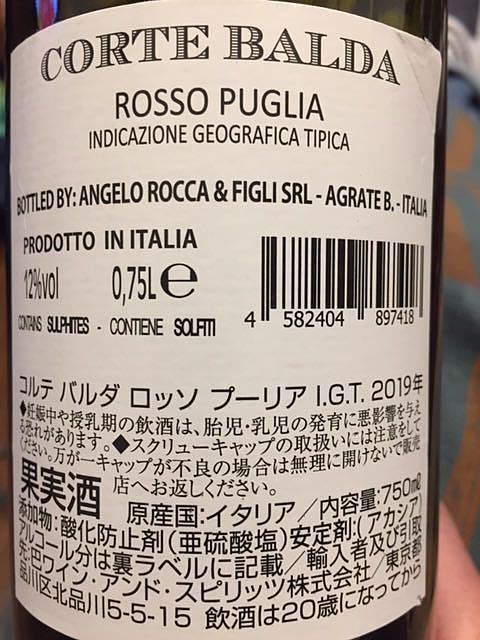 CORTE BALDA
ROSSO PUGLIA
INDICAZIONE GEOGRAFICA TIPICA
BOTTLED BY: ANGELO ROCCA & FIGLI SRL - AGRATE B. - ITALIA
PRODOTTO IN ITALIA
12%vol 0,75L e
CONTAINS SULPHITES - CONTIENE SOLFITI
4 582404 897418
コルテ バルダ ロッソ プーリア I.G.T. 2019年
◆妊娠中や授乳期の飲酒は、胎児・乳児の発育に悪影響を与え
る恐れがあります。◆スクリューキャップの取扱いには注意をして
ください。万が一キャップが不良の場合は無理に開けないで販売
店へお返しください。
果実酒 原産国:イタリア/内容量:750ml
添加物:酸化防止剤(亜硫酸塩)安定剤:(アカシア)
アルコール分は裏ラベルに記載/輸入者及び引取
先:巴ワイン・アンド・スピリッツ株式会社/東京都
品川区北品川5-5-15 飲酒は20歳になってから